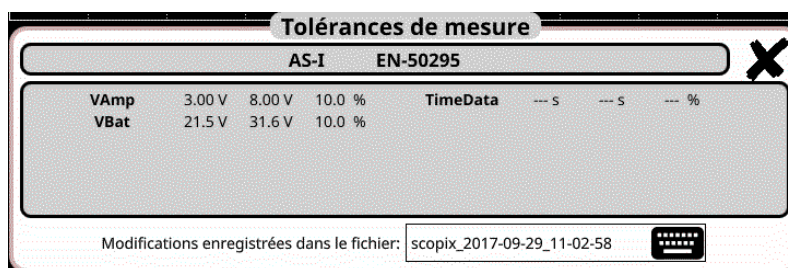 Tolérances de mesure
AS-I EN-50295
VAmp 3.00 V 8.00 V 10.0 % TimeData --- s --- s --- %
VBat 21.5 V 31.6 V 10.0 %
Modifications enregistrées dans le fichier: scopix_2017-09-29_11-02-58